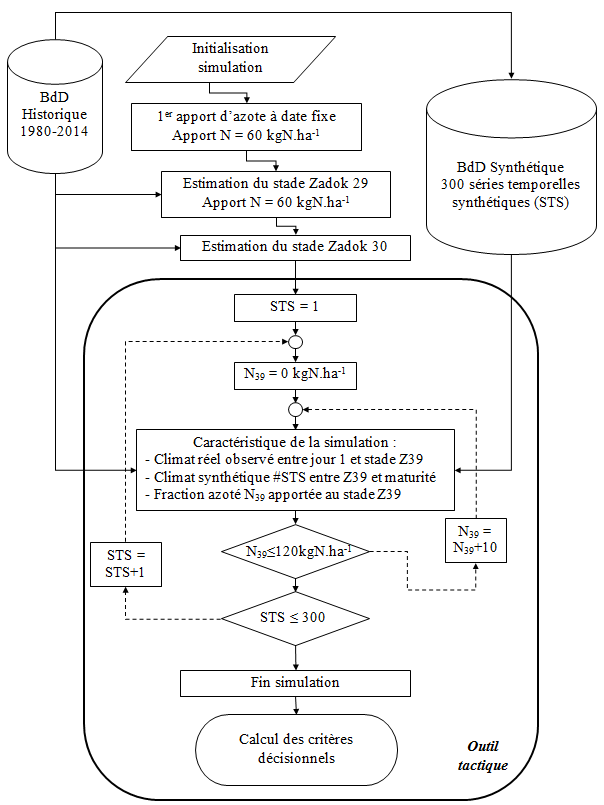 Initialisation
simulation
BdD
Historique
1980-2014
1er apport d'azote à date fixe
Apport N = 60 kgN.ha-1
BdD Synthétique
300 séries temporelles
synthétiques (STS)
Estimation du stade Zadok 29
Apport N = 60 kgN.ha-1
Estimation du stade Zadok 30
STS = 1
N39 = 0 kgN.ha-1
Caractéristique de la simulation :
- Climat réel observé entre jour 1 et stade Z39
- Climat synthétique #STS entre Z39 et maturité
- Fraction azoté N39 apportée au stade Z39
N39≤120kgN.ha-1
N39 =
N39+10
STS =
STS+1
STS ≤ 300
Fin simulation
Calcul des critères
décisionnels
Outil
tactique